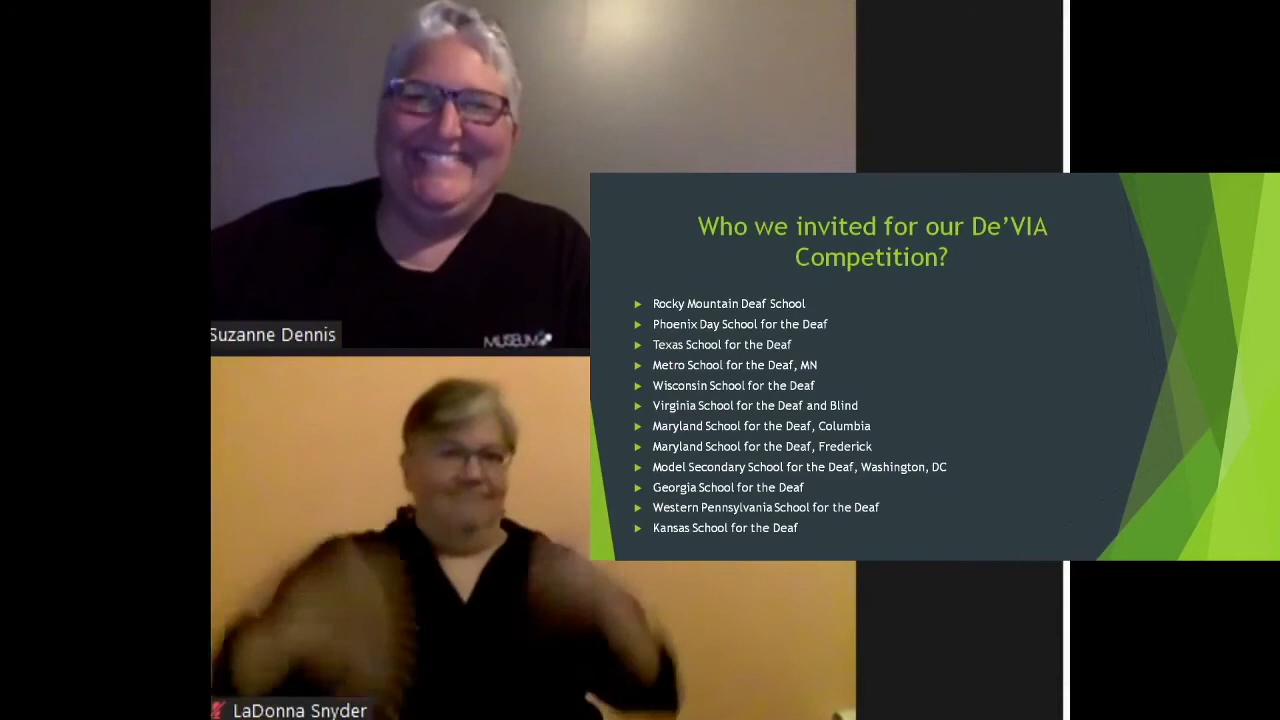 Suzanne Dennis
MUSEUM
Who we invited for our De’VIA
Competition?
Rocky Mountain Deaf School
Phoenix Day School for the Deaf
Texas School for the Deaf
Metro School for the Deaf, MN
Wisconsin School for the Deaf
Virginia School for the Deaf and Blind
Maryland School for the Deaf, Columbia
Maryland School for the Deaf, Frederick
Model Secondary School for the Deaf, Washington, DC
Georgia School for the Deaf
Western Pennsylvania School for the Deaf
Kansas School for the Deaf
LaDonna Snyder